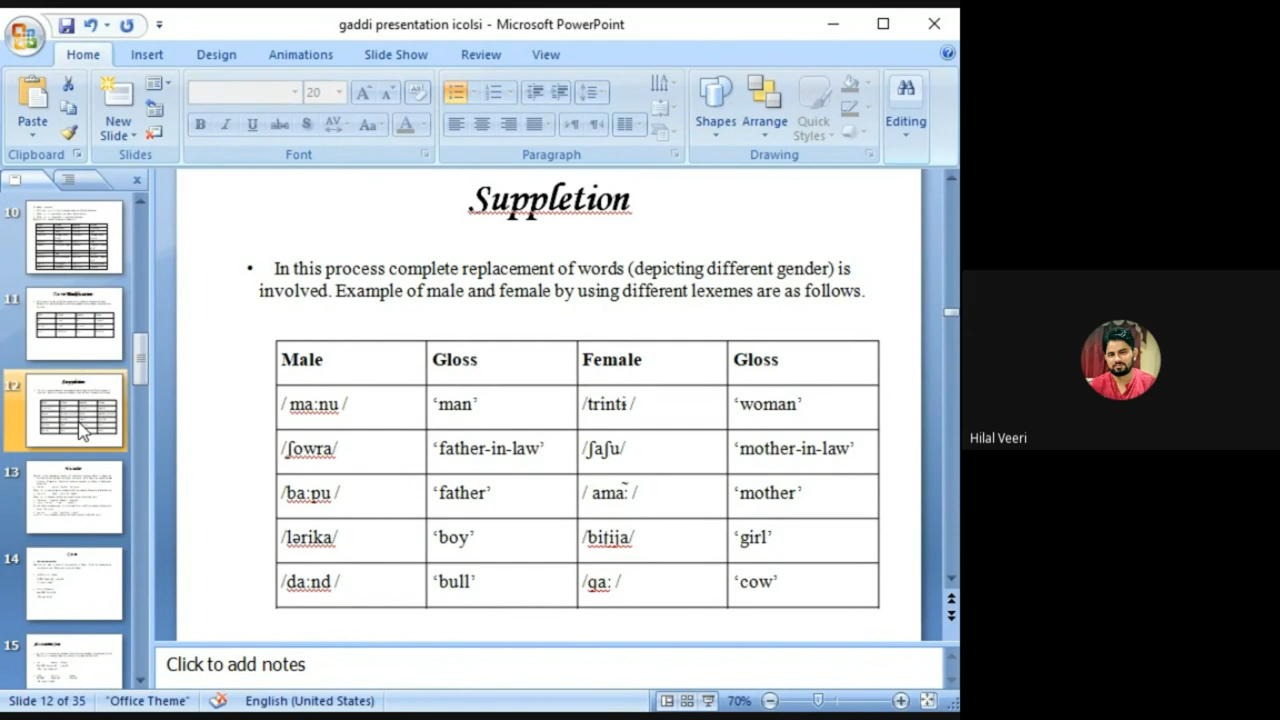 gaddi presentation icolsi - Microsoft PowerPoint
Home Insert Design Animations Slide Show Review View
Paste
Clipboard
New
Slide
Slides
20
B I U abc S AV Aa A
Font
Paragraph
Shapes
Arrange
Quick
Styles
Drawing
Editing
10
11
12
13
14
15
Suppletion
• In this process complete replacement of words (depicting different gender) is
involved. Example of male and female by using different lexemes are as follows.
Male Gloss Female Gloss
/ ma:nu / ‘man’ /trintɨ / ‘woman’
/ʃowra/ ‘father-in-law’ /ʃaʃu/ ‘mother-in-law’
/ba:pu / ‘father’ / ama:̃ / ‘mother’
/lərika/ ‘boy’ /biṭija/ ‘girl’
/da:nd / ‘bull’ /ga: / ‘cow’
Click to add notes
Slide 12 of 35 "Office Theme" English (United States) 70%
Hilal Veeri